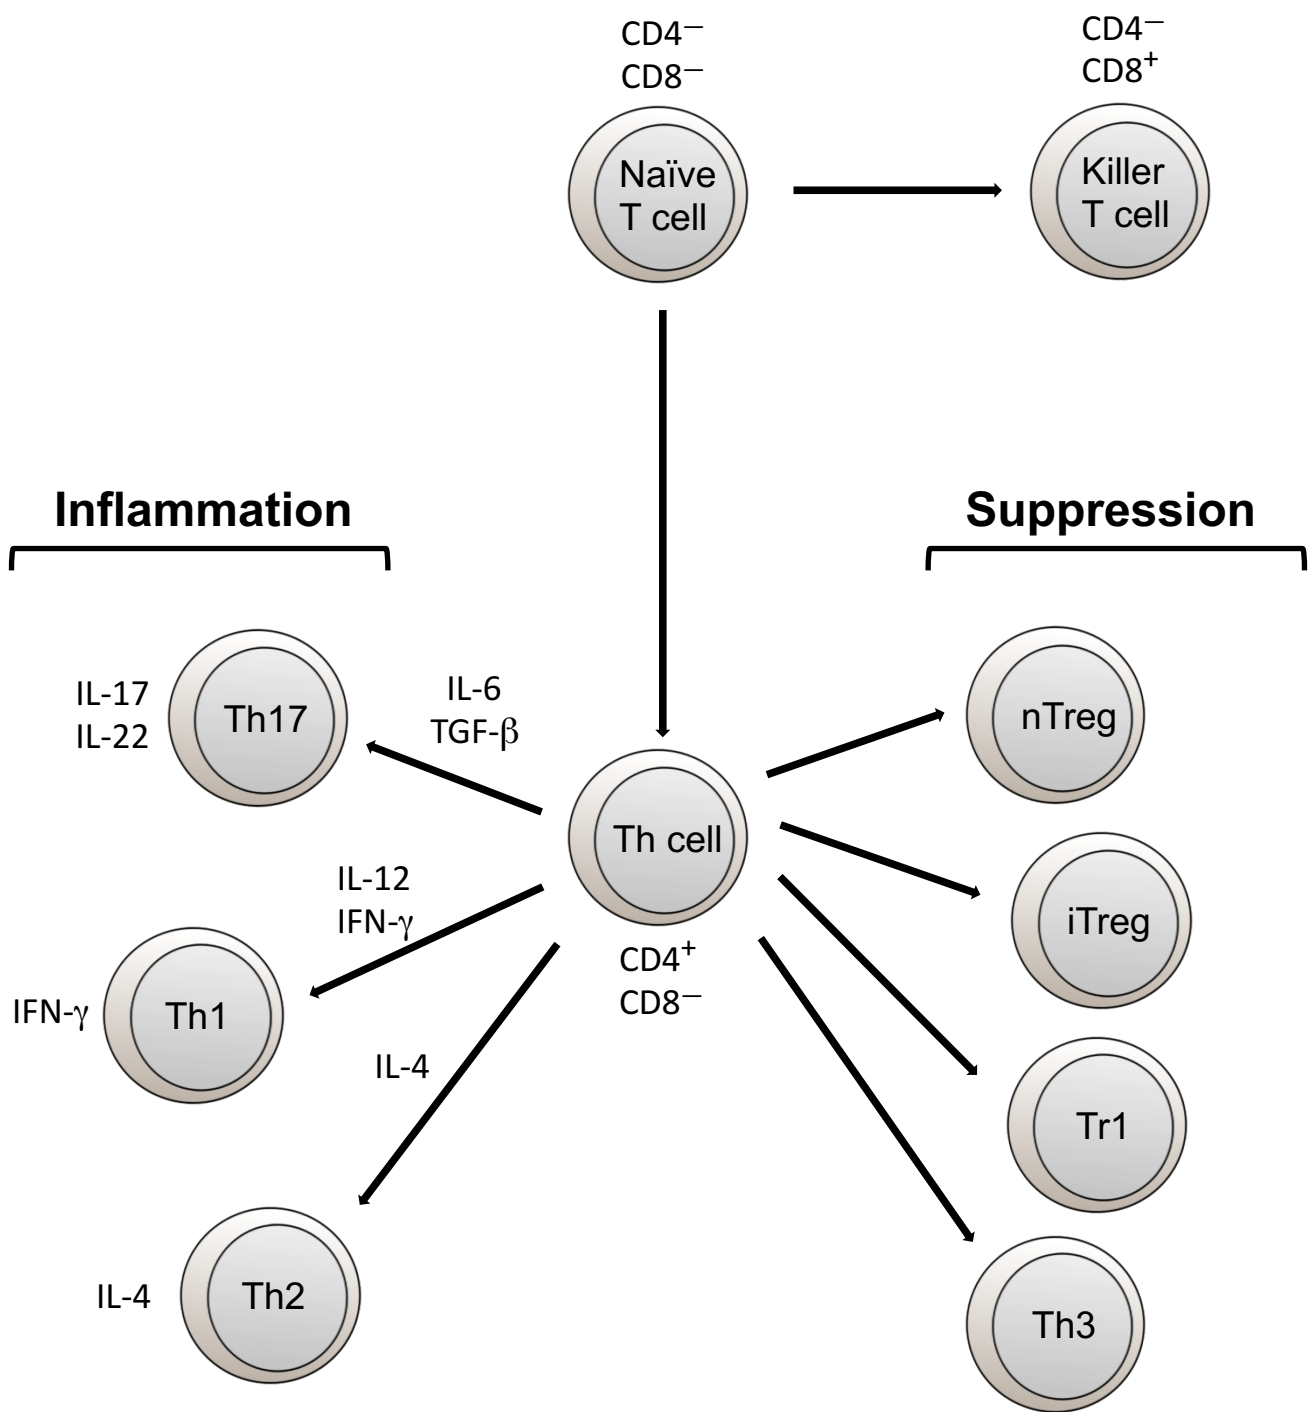 CD4—
CD8—
Naïve
T cell
CD4—
CD8+
Killer
T cell
Inflammation
Suppression
IL-17
IL-22
Th17
IL-6
TGF-β
nTreg
Th cell
CD4+
CD8—
IL-12
IFN-γ
iTreg
IFN-γ
Th1
IL-4
Tr1
IL-4
Th2
Th3